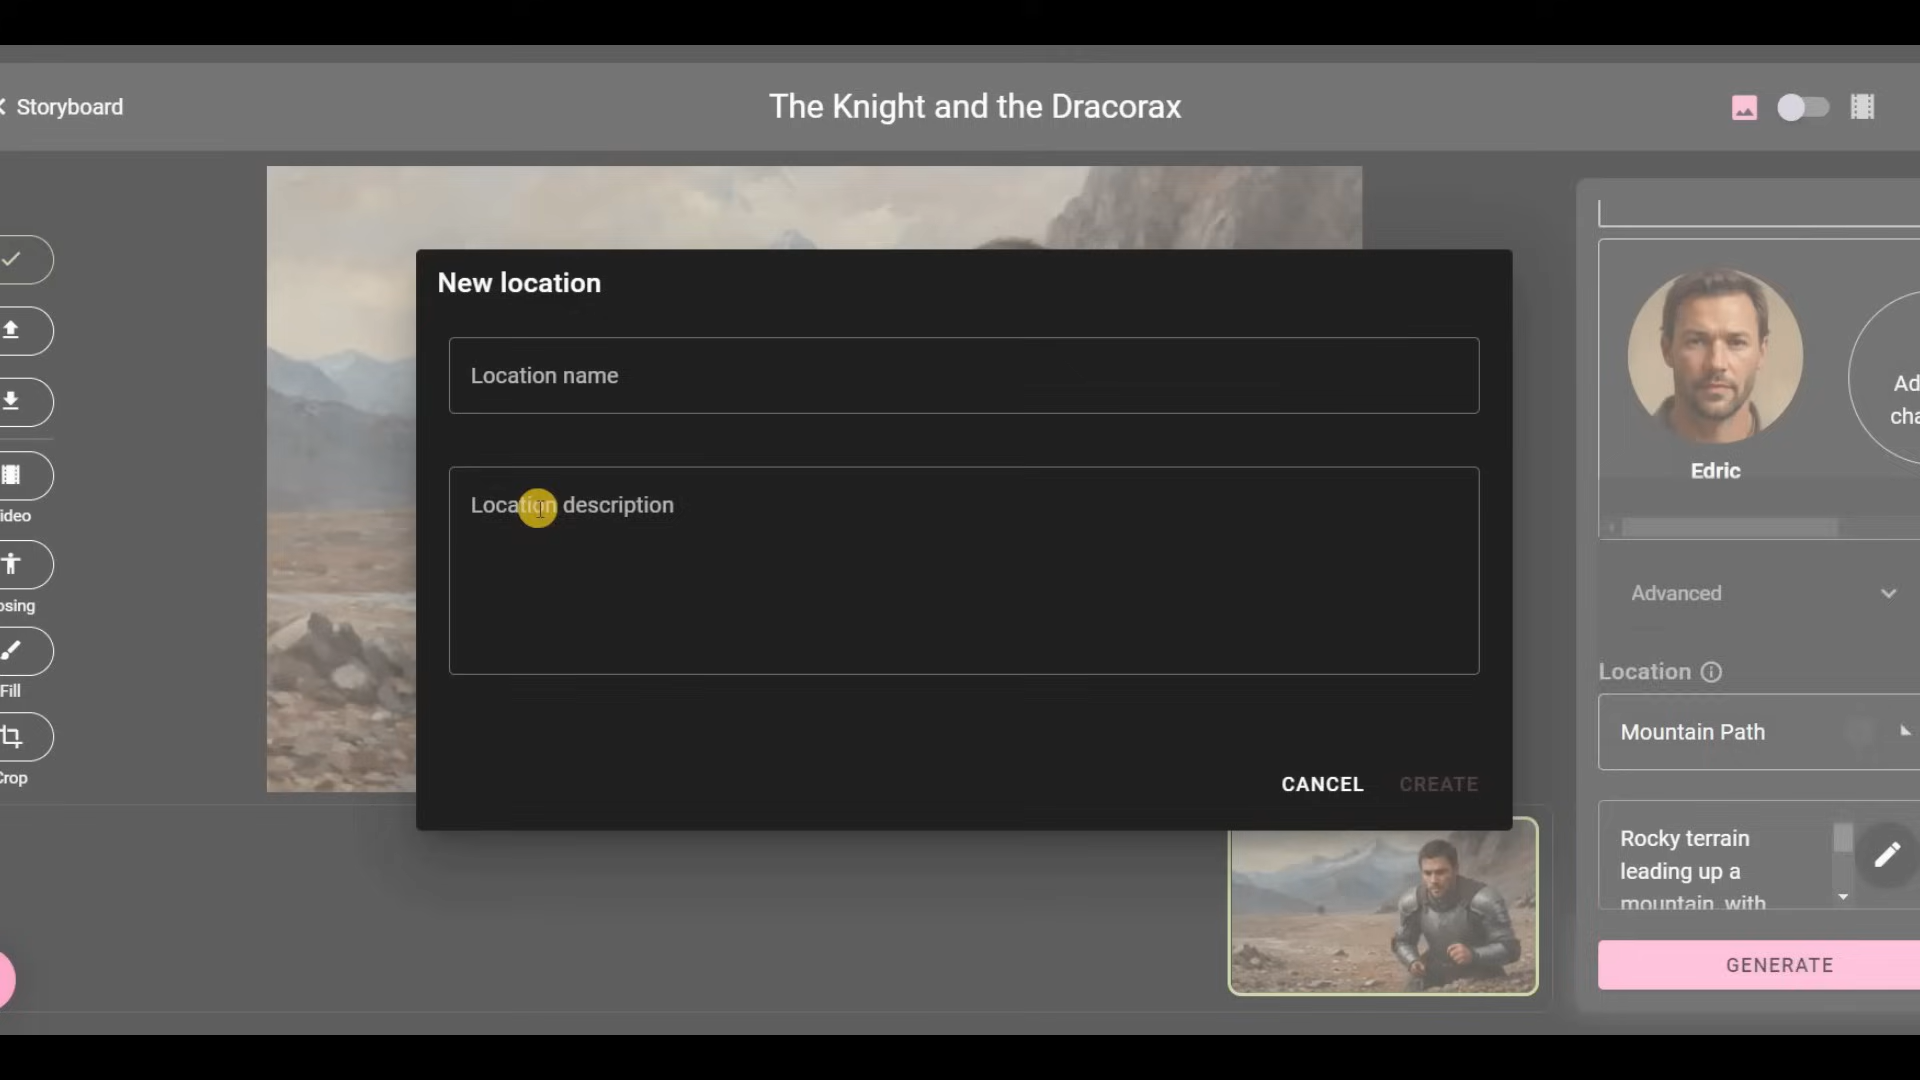 Storyboard
The Knight and the Dracorax
New location
Location name
Location description
CANCEL
CREATE
ideo
osing
Fill
Crop
Ad
cha
Edric
Advanced
Location
Mountain Path
Rocky terrain
leading up a
mountain, with
GENERATE